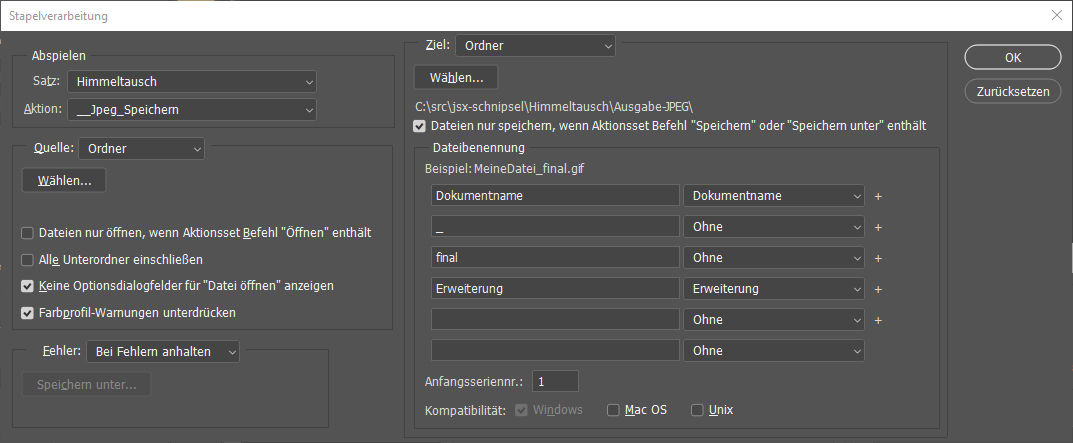 Stapelverarbeitung
Abspielen
Satz: Himmeltausch
Aktion: __Jpeg_Speichern
Quelle: Ordner
Wählen...
Dateien nur öffnen, wenn Aktionsset Befehl "Öffnen" enthält
Alle Unterordner einschließen
Keine Optionsdialogfelder für "Datei öffnen" anzeigen
Farbprofil-Warnungen unterdrücken
Fehler: Bei Fehlern anhalten
Speichern unter...
Ziel: Ordner
Wählen...
C:\src\jsx-schnipsel\Himmeltausch\Ausgabe-JPEG\
Dateien nur speichern, wenn Aktionsset Befehl "Speichern" oder "Speichern unter" enthält
Dateibenennung
Beispiel: MeineDatei_final.gif
Dokumentname Dokumentname +
_ Ohne +
final Ohne +
Erweiterung Erweiterung +
Ohne +
Ohne
Anfangsseriennr.: 1
Kompatibilität: Windows Mac OS Unix
OK
Zurücksetzen